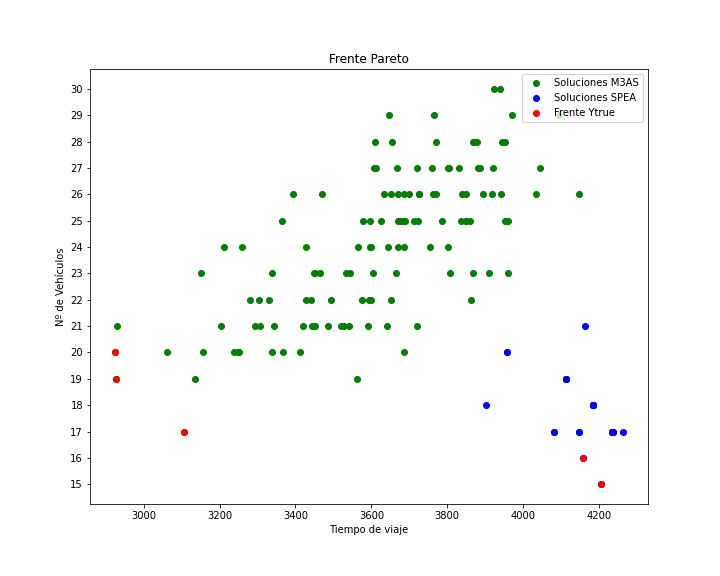 Frente Pareto
Soluciones M3AS
Soluciones SPEA
Frente Ytrue
Nº de Vehículos
30
29
28
27
26
25
24
23
22
21
20
19
18
17
16
15
3000 3200 3400 3600 3800 4000 4200
Tiempo de viaje